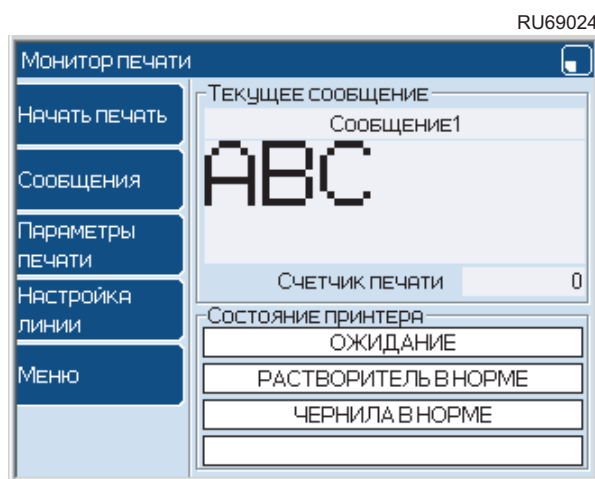 RU69024
Монитор печати
Начать печать
Сообщения
Параметры
печати
Настройка
линии
Меню
Текущее сообщение
Сообщение1
ABC
Счетчик печати 0
Состояние принтера
ОЖИДАНИЕ
РАСТВОРИТЕЛЬ В НОРМЕ
ЧЕРНИЛА В НОРМЕ